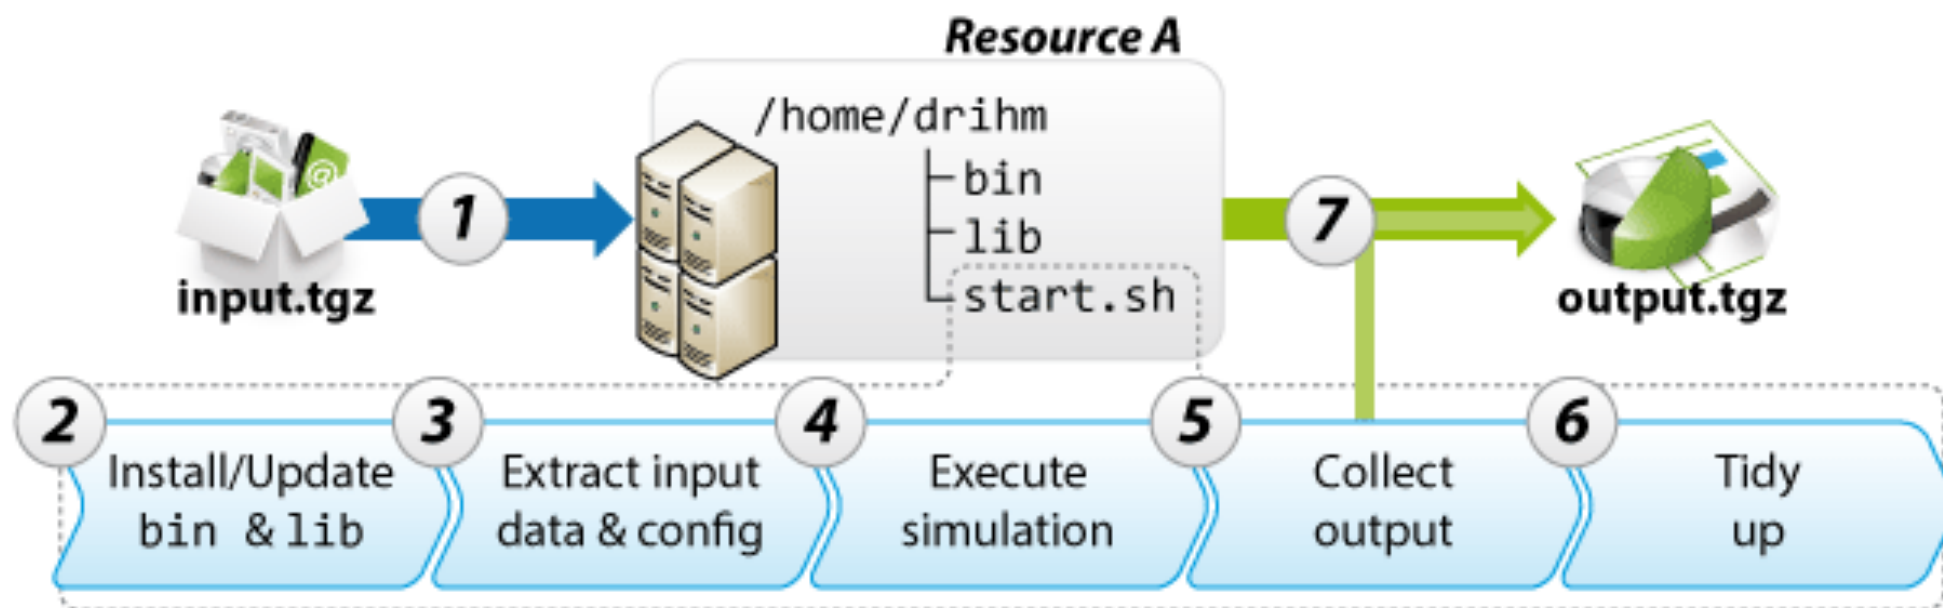 Resource A
/home/drihm
bin
lib
start.sh
@
input.tgz
1
7
output.tgz
2
Install/Update
bin & lib
3
Extract input
data & config
4
Execute
simulation
5
Collect
output
6
Tidy
up